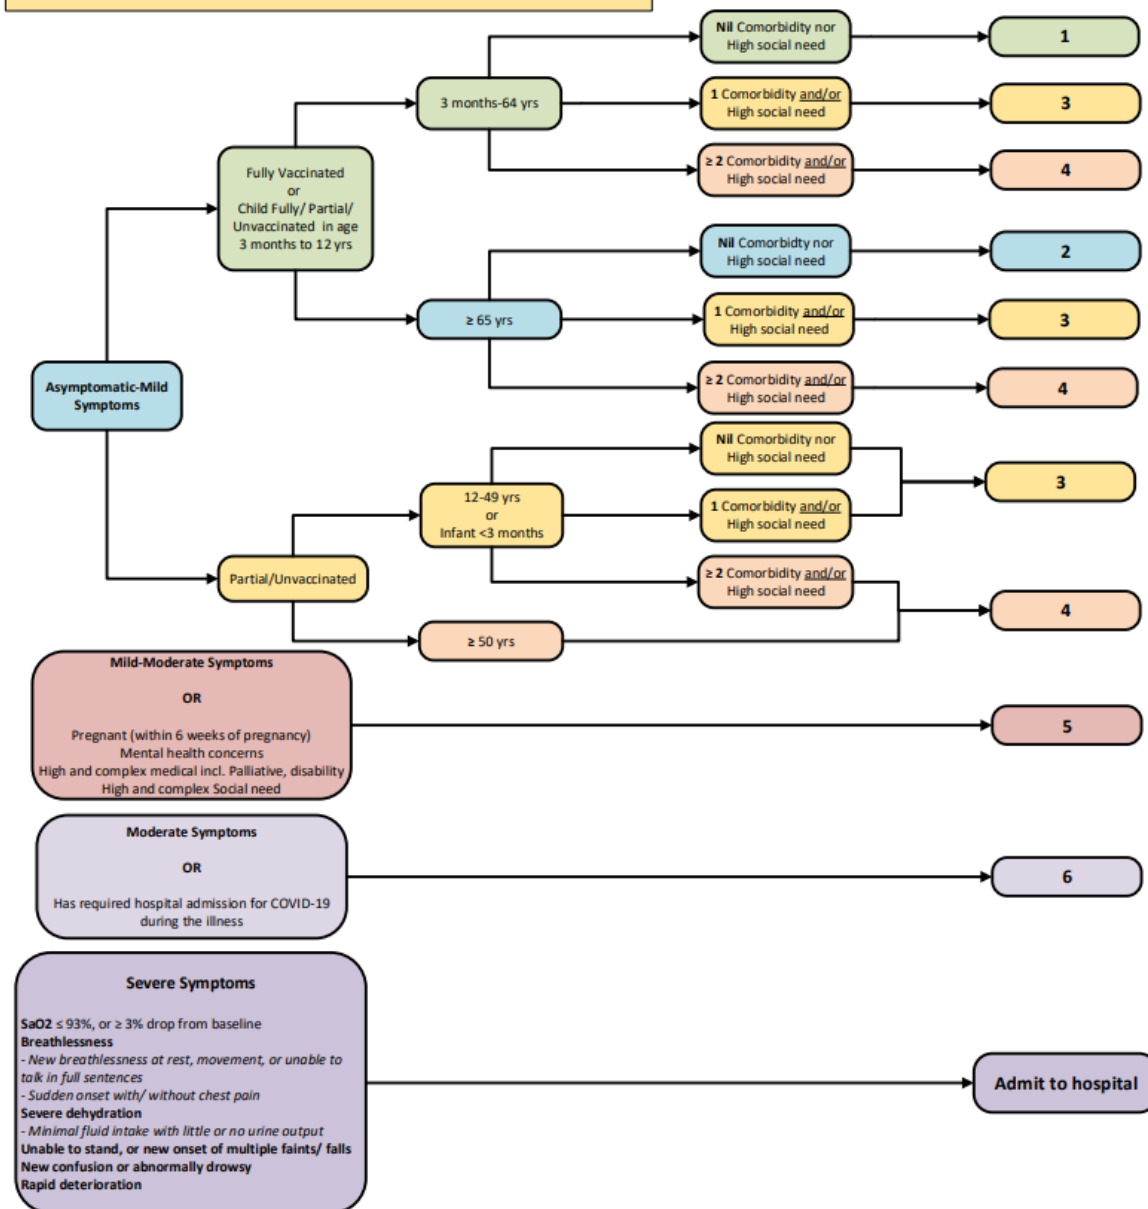 Nil Comorbidity nor
High social need
1
3 months-64 yrs
1 Comorbidity and/or
High social need
3
≥ 2 Comorbidity and/or
High social need
4
Fully Vaccinated
or
Child Fully/ Partial/
Unvaccinated in age
3 months to 12 yrs
Nil Comorbidty nor
High social need
2
≥ 65 yrs
1 Comorbidity and/or
High social need
3
≥ 2 Comorbidity and/or
High social need
4
Asymptomatic-Mild
Symptoms
Nil Comorbidity nor
High social need
3
12-49 yrs
or
Infant <3 months
1 Comorbidity and/or
High social need
Partial/Unvaccinated
≥ 2 Comorbidity and/or
High social need
4
≥ 50 yrs
Mild-Moderate Symptoms
OR
Pregnant (within 6 weeks of pregnancy)
Mental health concerns
High and complex medical incl. Palliative, disability
High and complex Social need
5
Moderate Symptoms
OR
Has required hospital admission for COVID-19
during the illness
6
Severe Symptoms
SaO2 ≤ 93%, or ≥ 3% drop from baseline
Breathlessness
- New breathlessness at rest, movement, or unable to
talk in full sentences
- Sudden onset with/ without chest pain
Severe dehydration
- Minimal fluid intake with little or no urine output
Unable to stand, or new onset of multiple faints/ falls
New confusion or abnormally drowsy
Rapid deterioration
Admit to hospital